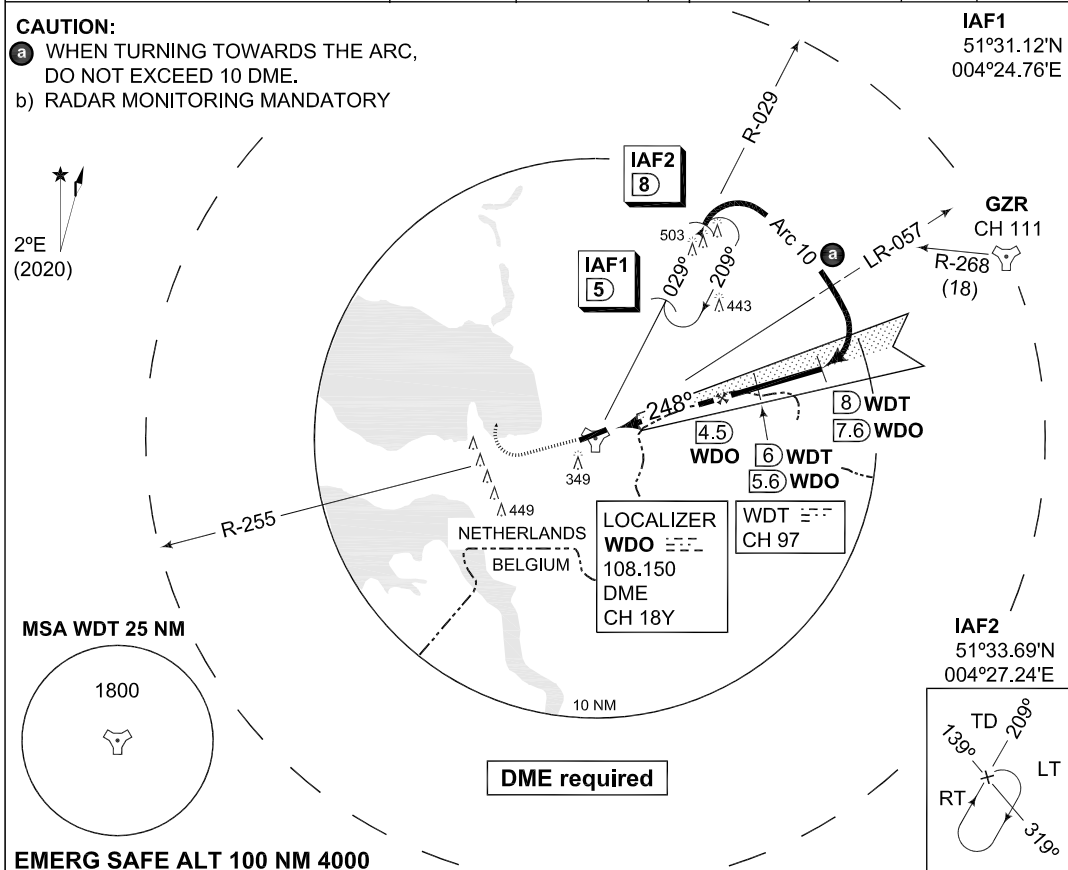 CAUTION:
a WHEN TURNING TOWARDS THE ARC,
DO NOT EXCEED 10 DME.
b) RADAR MONITORING MANDATORY
IAF1
51º31.12'N
004º24.76'E
2ºE
(2020)
R-029
IAF2
8
503
IAF1
5
029º
209º
443
Arc 10
a
LR-057
GZR
CH 111
R-268
(18)
248º
4.5
WDO
8 WDT
7.6 WDO
6 WDT
5.6 WDO
349
449
R-255
NETHERLANDS
BELGIUM
LOCALIZER
WDO
108.150
DME
CH 18Y
WDT
CH 97
MSA WDT 25 NM
1800
10 NM
DME required
IAF2
51º33.69'N
004º27.24'E
TD
209º
139º
LT
RT
319º
EMERG SAFE ALT 100 NM 4000